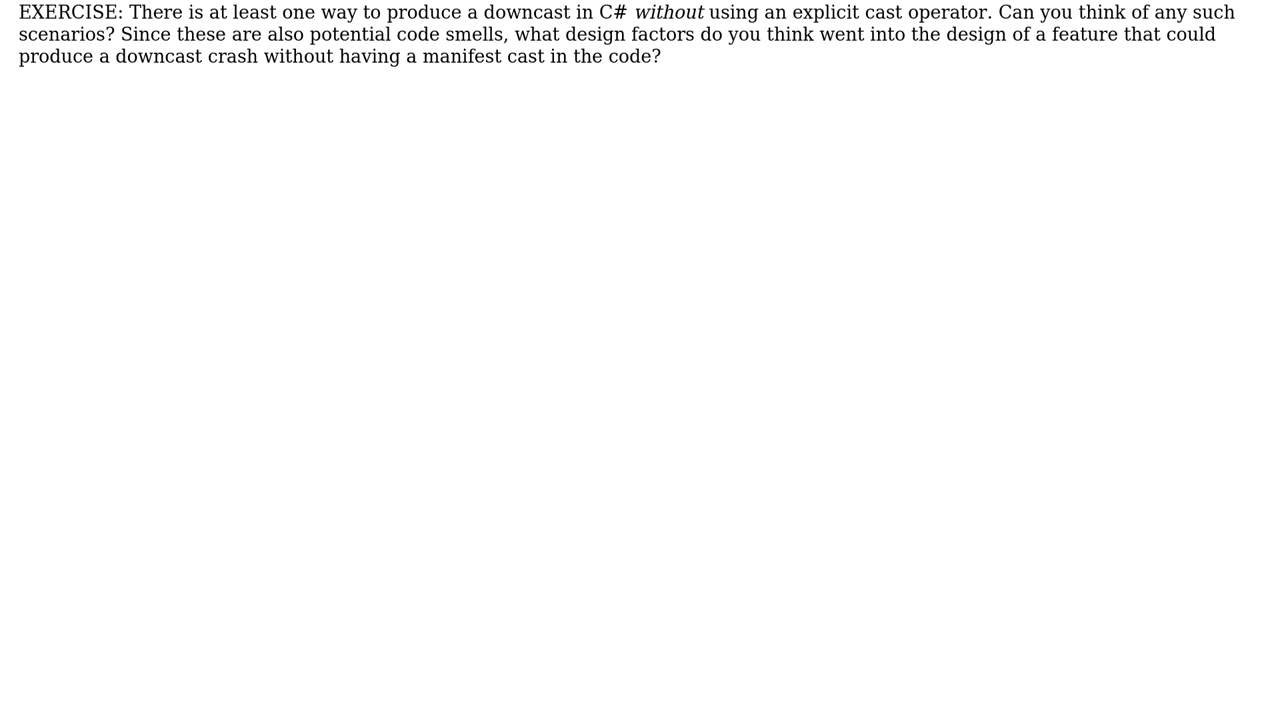 EXERCISE: There is at least one way to produce a downcast in C# without using an explicit cast operator. Can you think of any such
scenarios? Since these are also potential code smells, what design factors do you think went into the design of a feature that could
produce a downcast crash without having a manifest cast in the code?